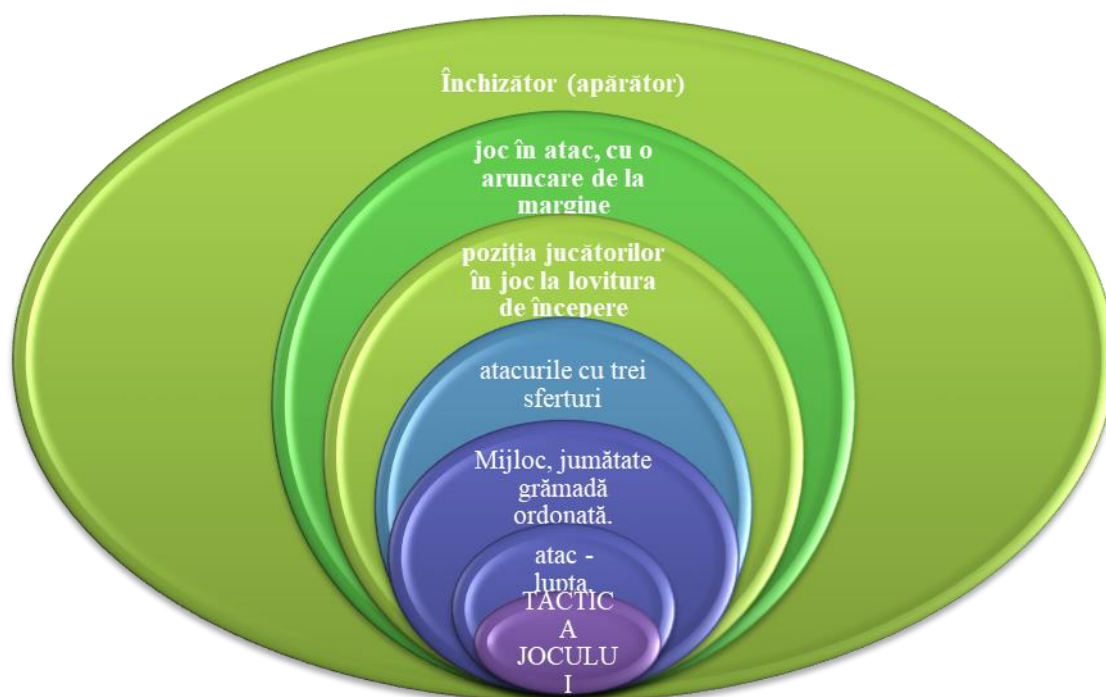 Închizător (apărător)
joc în atac, cu o
aruncare de la
margine
poziția jucătorilor
în joc la lovitura
de începere
atacurile cu trei
sferturi
Mijloc, jumătate
grămadă
ordonată.
atac -
lupta.
TACTIC
A
JOCULU
I